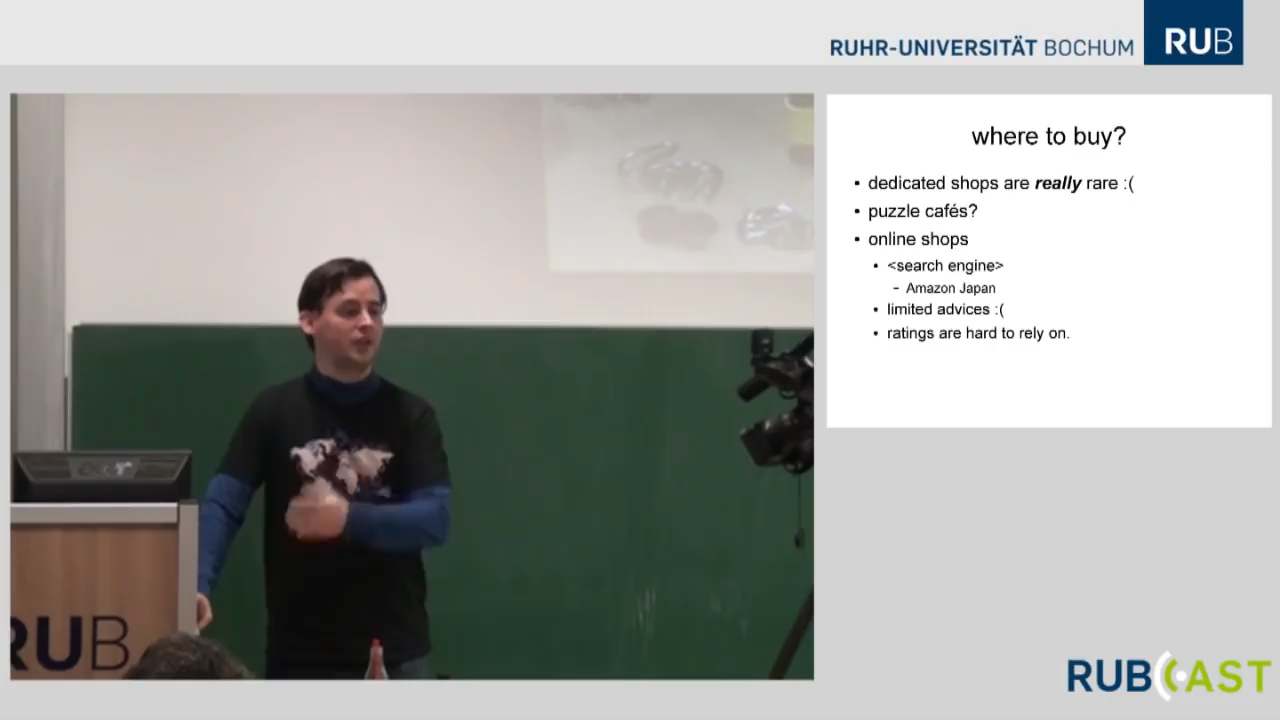 RUHR-UNIVERSITÄT BOCHUM
RUB
where to buy?
• dedicated shops are really rare :(
• puzzle cafés?
• online shops
• <search engine>
– Amazon Japan
• limited advices :(
• ratings are hard to rely on.
acer
RUB
RUBCAST